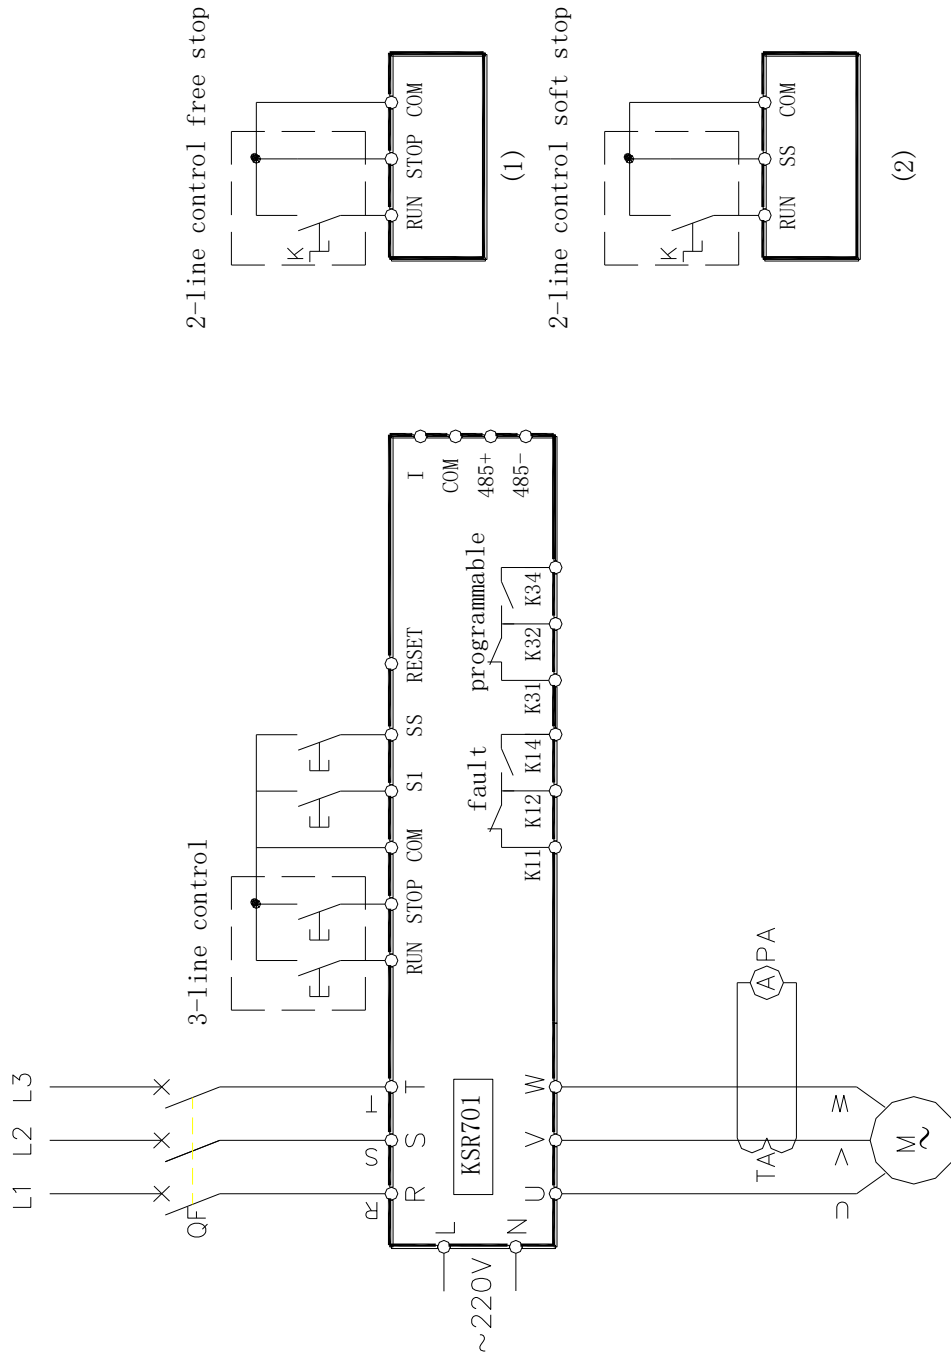 2-line control free stop
K
RUN STOP COM
(1)
2-line control soft stop
K
RUN SS COM
(2)
L1 L2 L3
QF
R S T
R S T
3-line control
RUN STOP COM S1 SS RESET
~220V
L
N
KSR701
U V W
fault
K11 K12 K14
programmable
K31 K32 K34
I
COM
485+
485-
TA
A PA
U V W
M
~